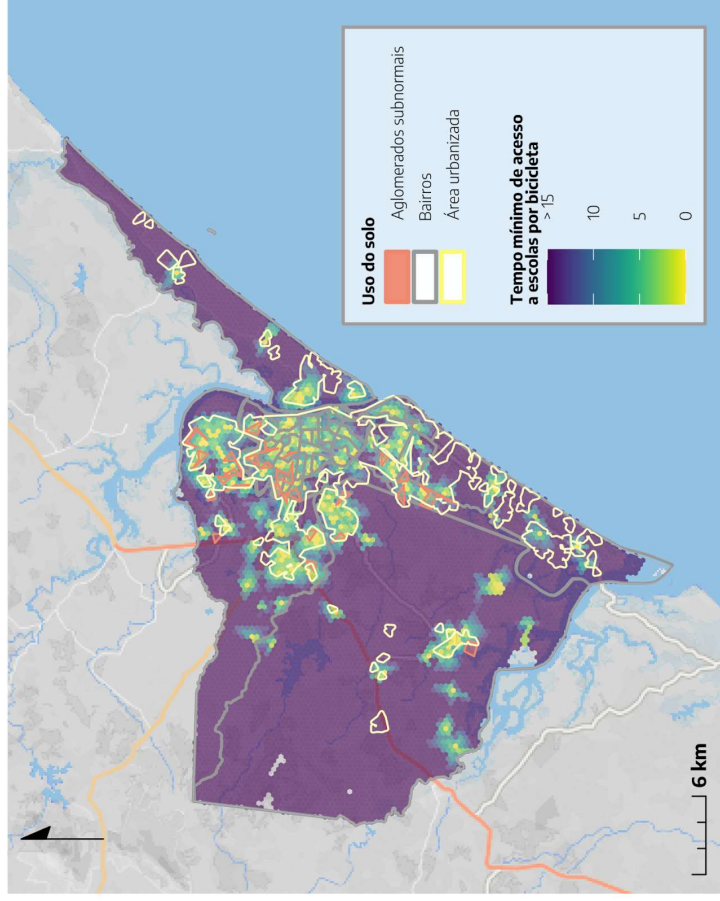 Uso do solo
Aglomerados subnormais
Bairros
Área urbanizada
Tempo mínimo de acesso
a escolas por bicicleta
> 15
10
5
0
6 km